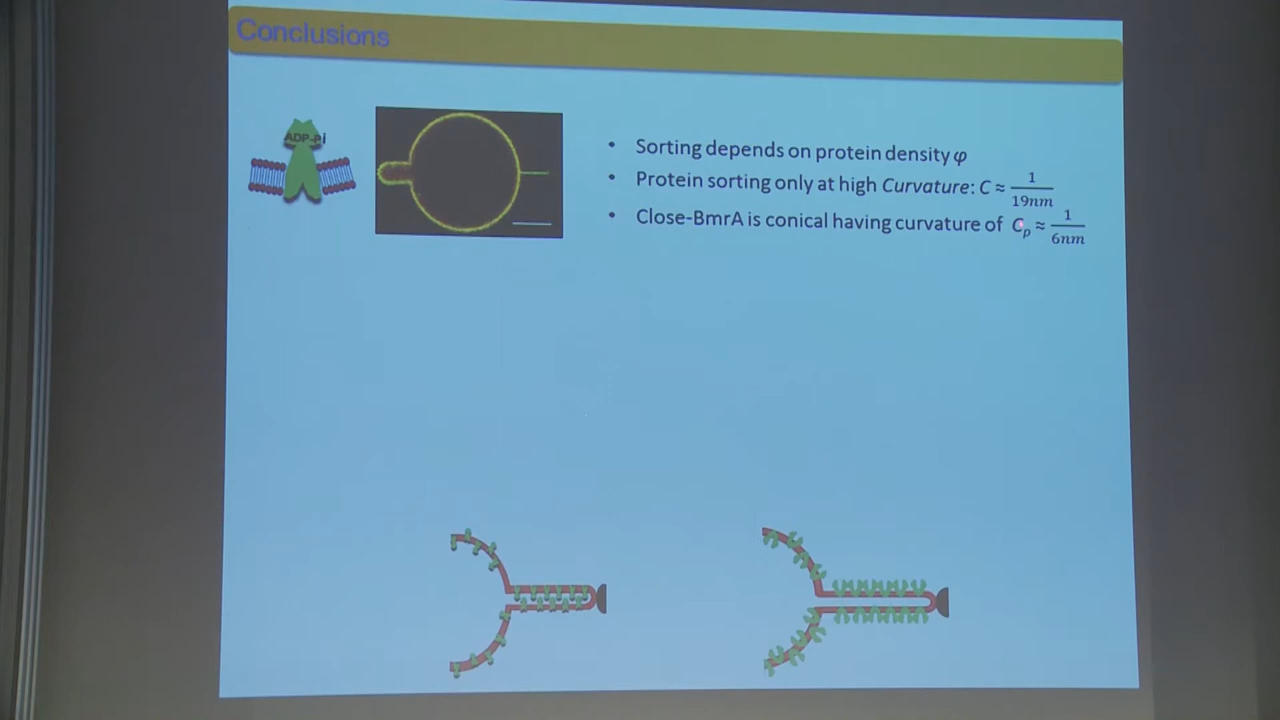 Conclusions
ADP-pi
• Sorting depends on protein density φ
• Protein sorting only at high Curvature: C ≈ 1/19nm
• Close-BmrA is conical having curvature of Cp ≈ 1/6nm